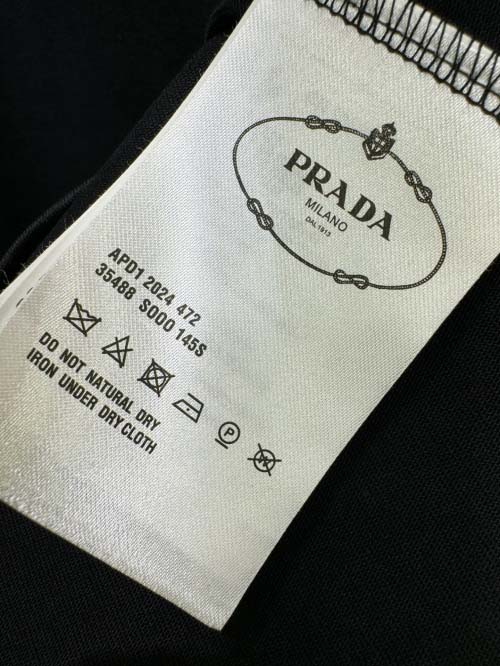 PRADA
MILANO
DAL 1913
APD1 2024 472
35488 S000 145S
P
W
DO NOT NATURAL DRY
IRON UNDER DRY CLOTH